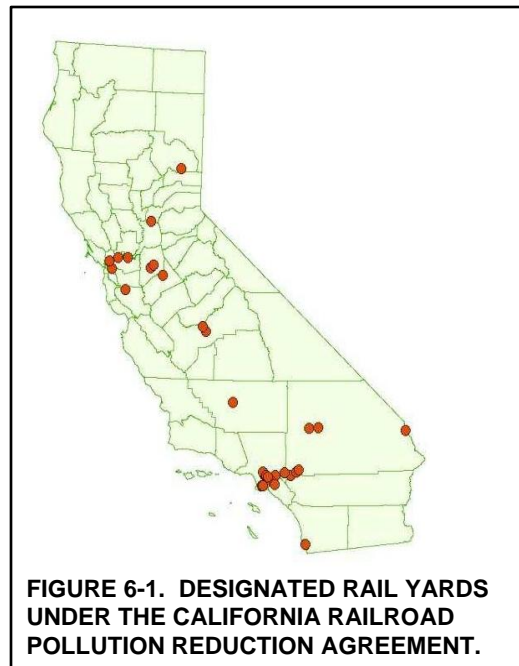 FIGURE 6-1. DESIGNATED RAIL YARDS
UNDER THE CALIFORNIA RAILROAD
POLLUTION REDUCTION AGREEMENT.